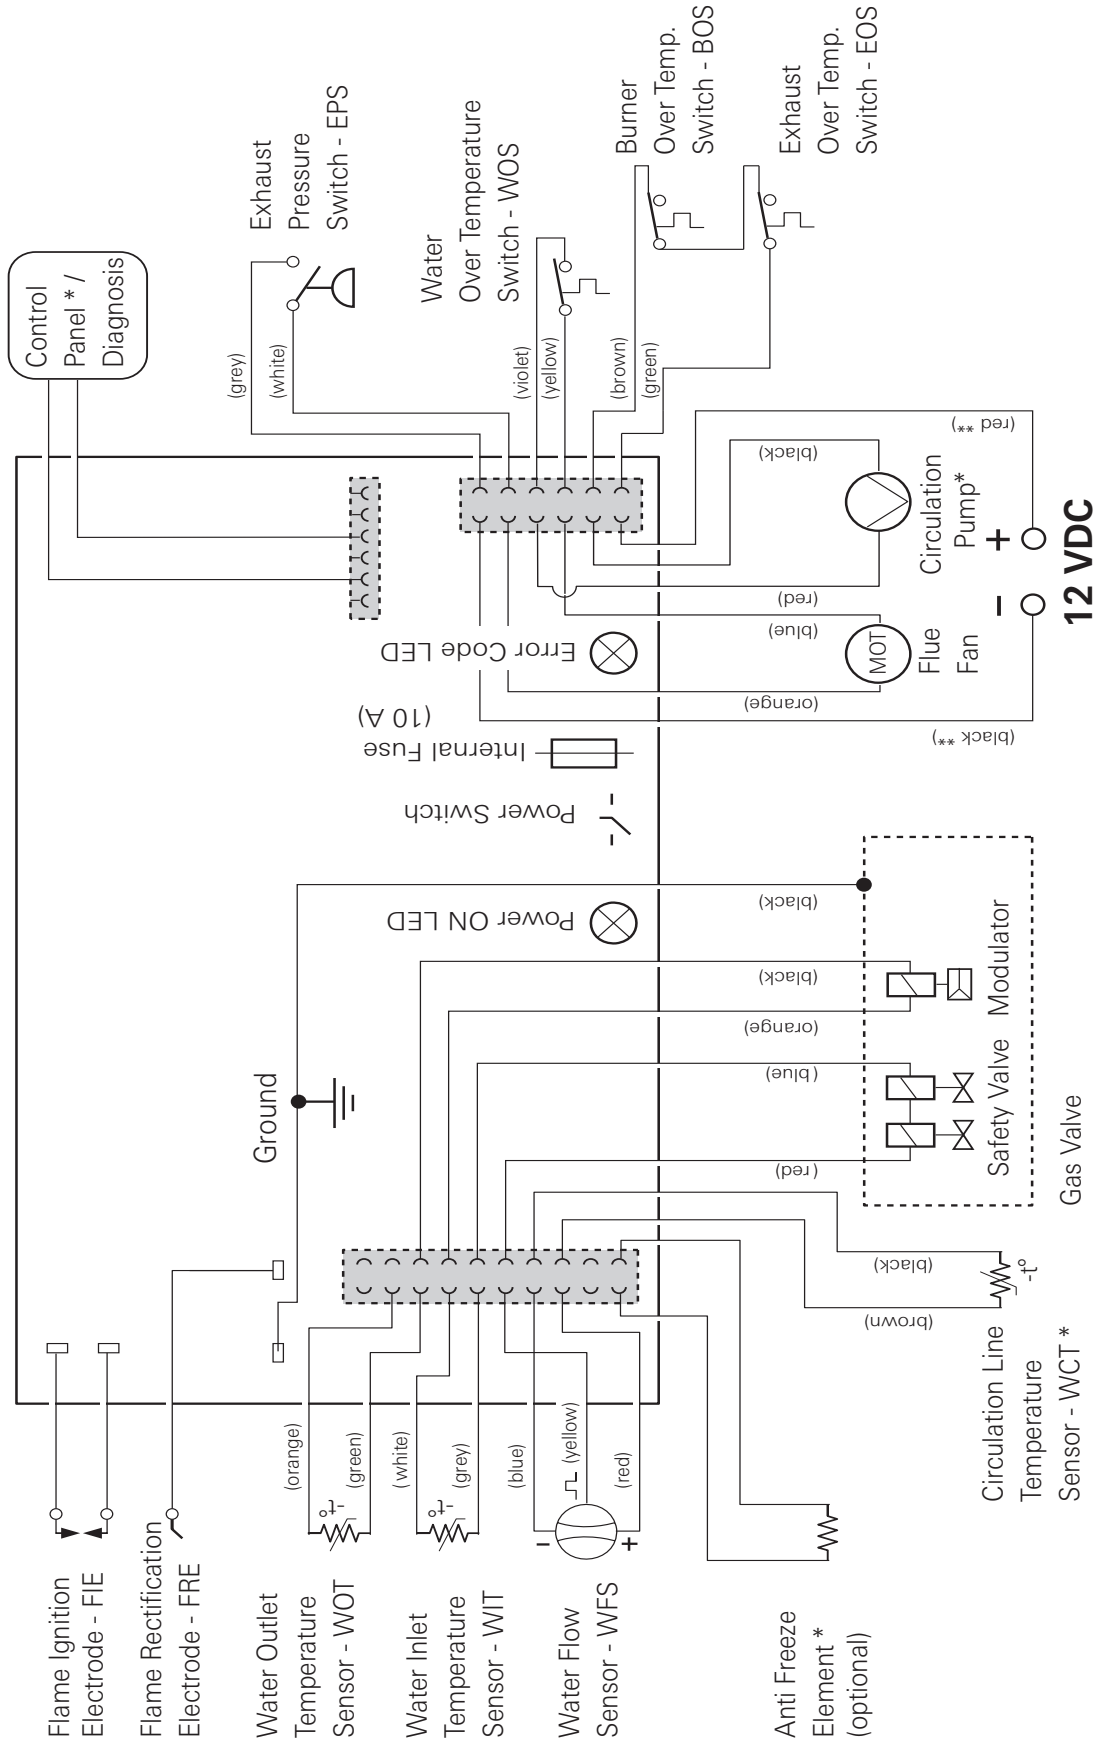 Control
Panel * /
Diagnosis
Exhaust
Pressure
Switch - EPS
(grey)
(white)
Water
Over Temperature
Switch - WOS
(violet)
(yellow)
Burner
Over Temp.
Switch - BOS
(brown)
(green)
Exhaust
Over Temp.
Switch - EOS
(red **)
(black)
Circulation
Pump*
+
–
12 VDC
(red)
(blue)
MOT
Flue
Fan
(orange)
(black **)
Error Code LED
Internal Fuse
(10 A)
Power Switch
Power ON LED
Ground
(black)
(black)
(orange)
(blue)
(red)
Modulator
Safety Valve
Gas Valve
(black)
(brown)
-t°
Circulation Line
Temperature
Sensor - WCT *
Flame Ignition
Electrode - FIE
Flame Rectification
Electrode - FRE
Water Outlet
Temperature
Sensor - WOT
(orange)
(green)
-t°
Water Inlet
Temperature
Sensor - WIT
(white)
(grey)
-t°
Water Flow
Sensor - WFS
(blue)
(yellow)
(red)
–
+
Anti Freeze
Element *
(optional)